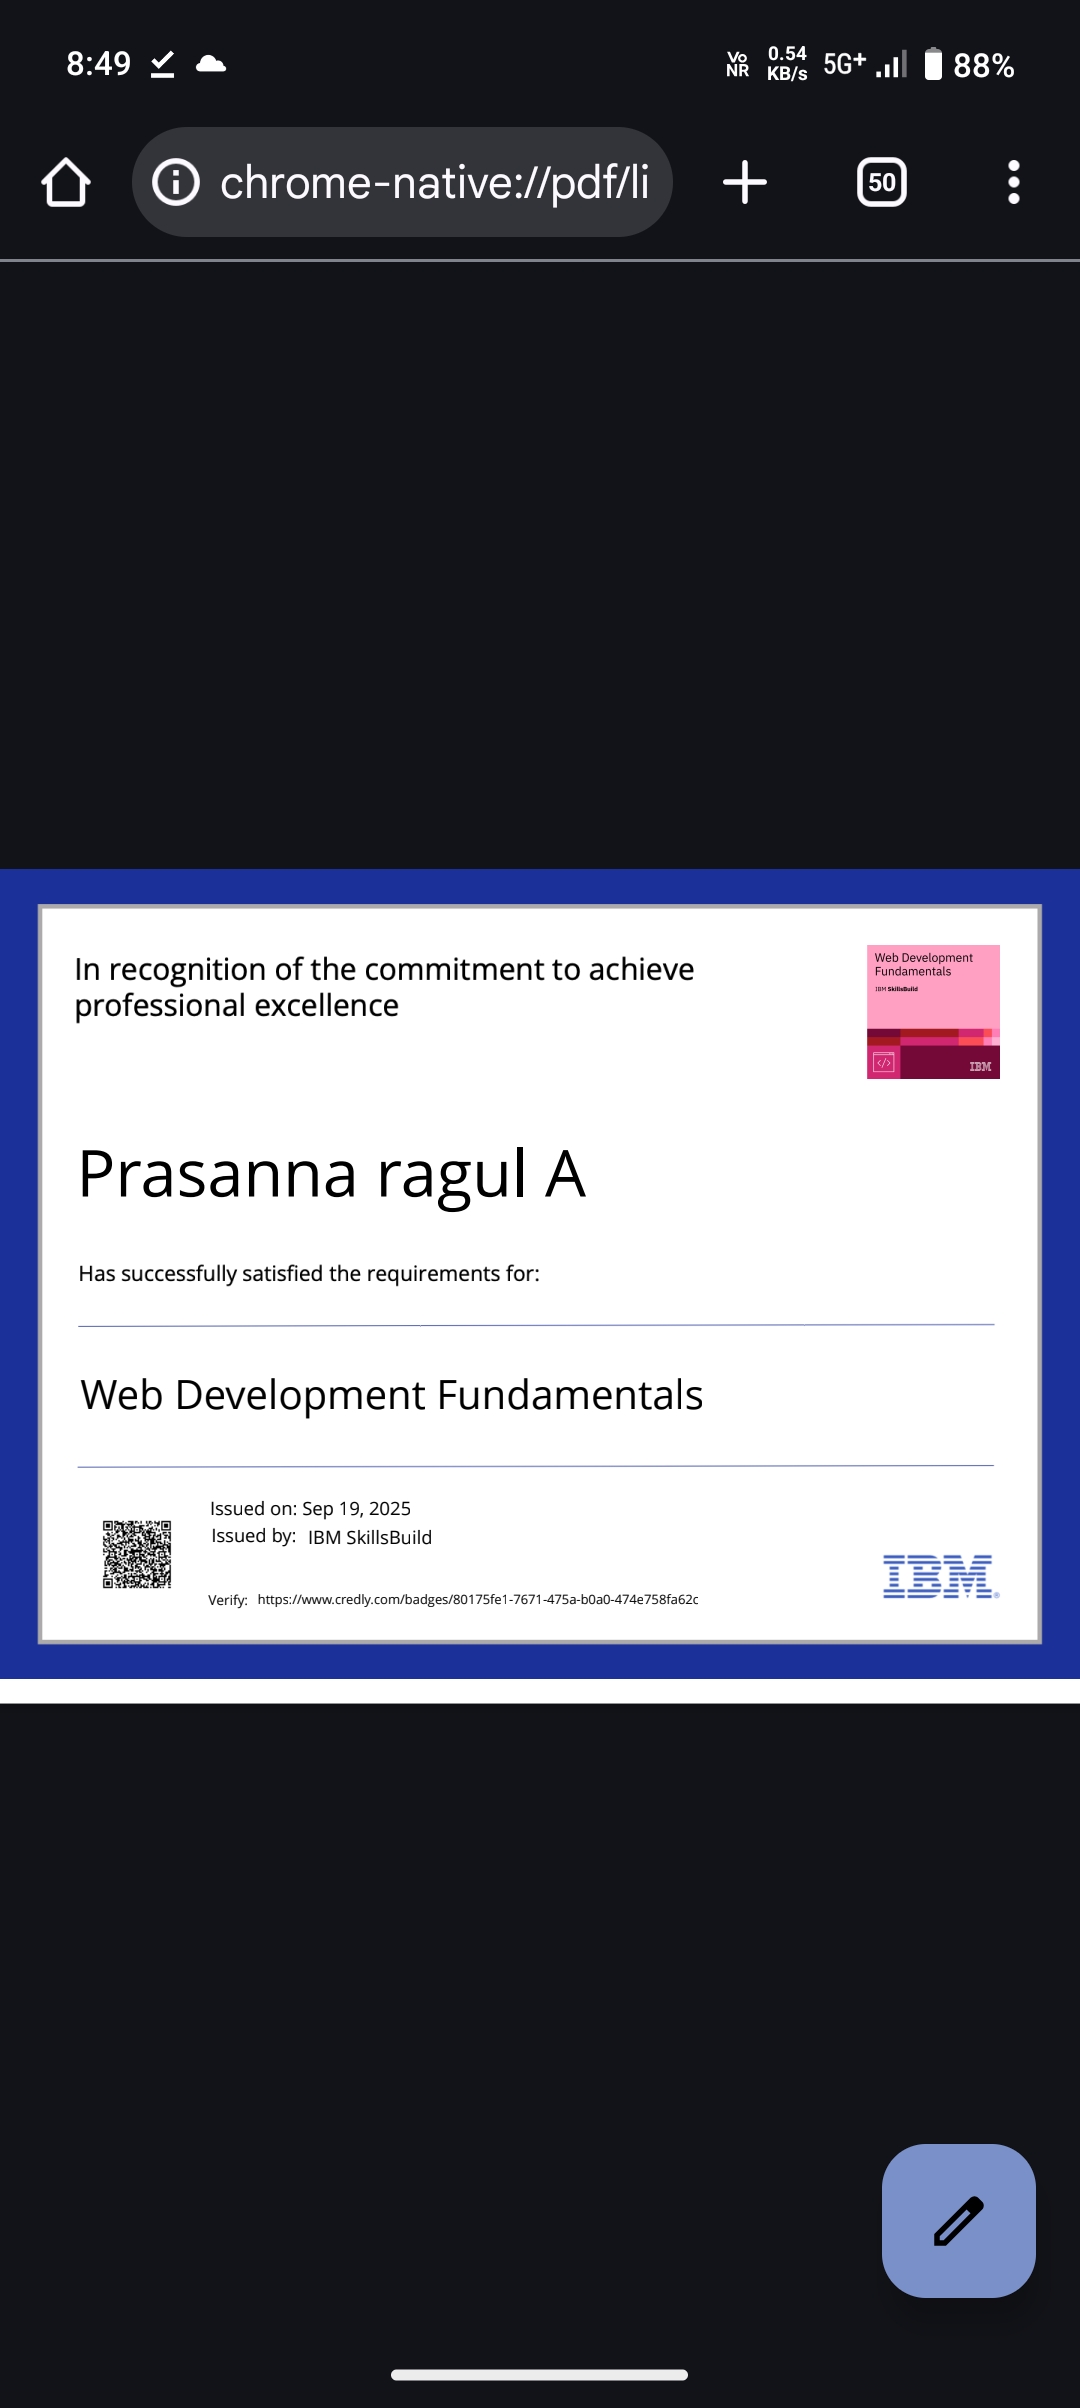 8:49
Vo
NR
0.54
KB/s
5G+
88%
chrome-native://pdf/li
50
In recognition of the commitment to achieve
professional excellence
Web Development
Fundamentals
IBM SkillsBuild
</>
IBM
Prasanna ragul A
Has successfully satisfied the requirements for:
Web Development Fundamentals
Issued on: Sep 19, 2025
Issued by: IBM SkillsBuild
Verify: https://www.credly.com/badges/80175fe1-7671-475a-b0a0-474e758fa62c
IBM®